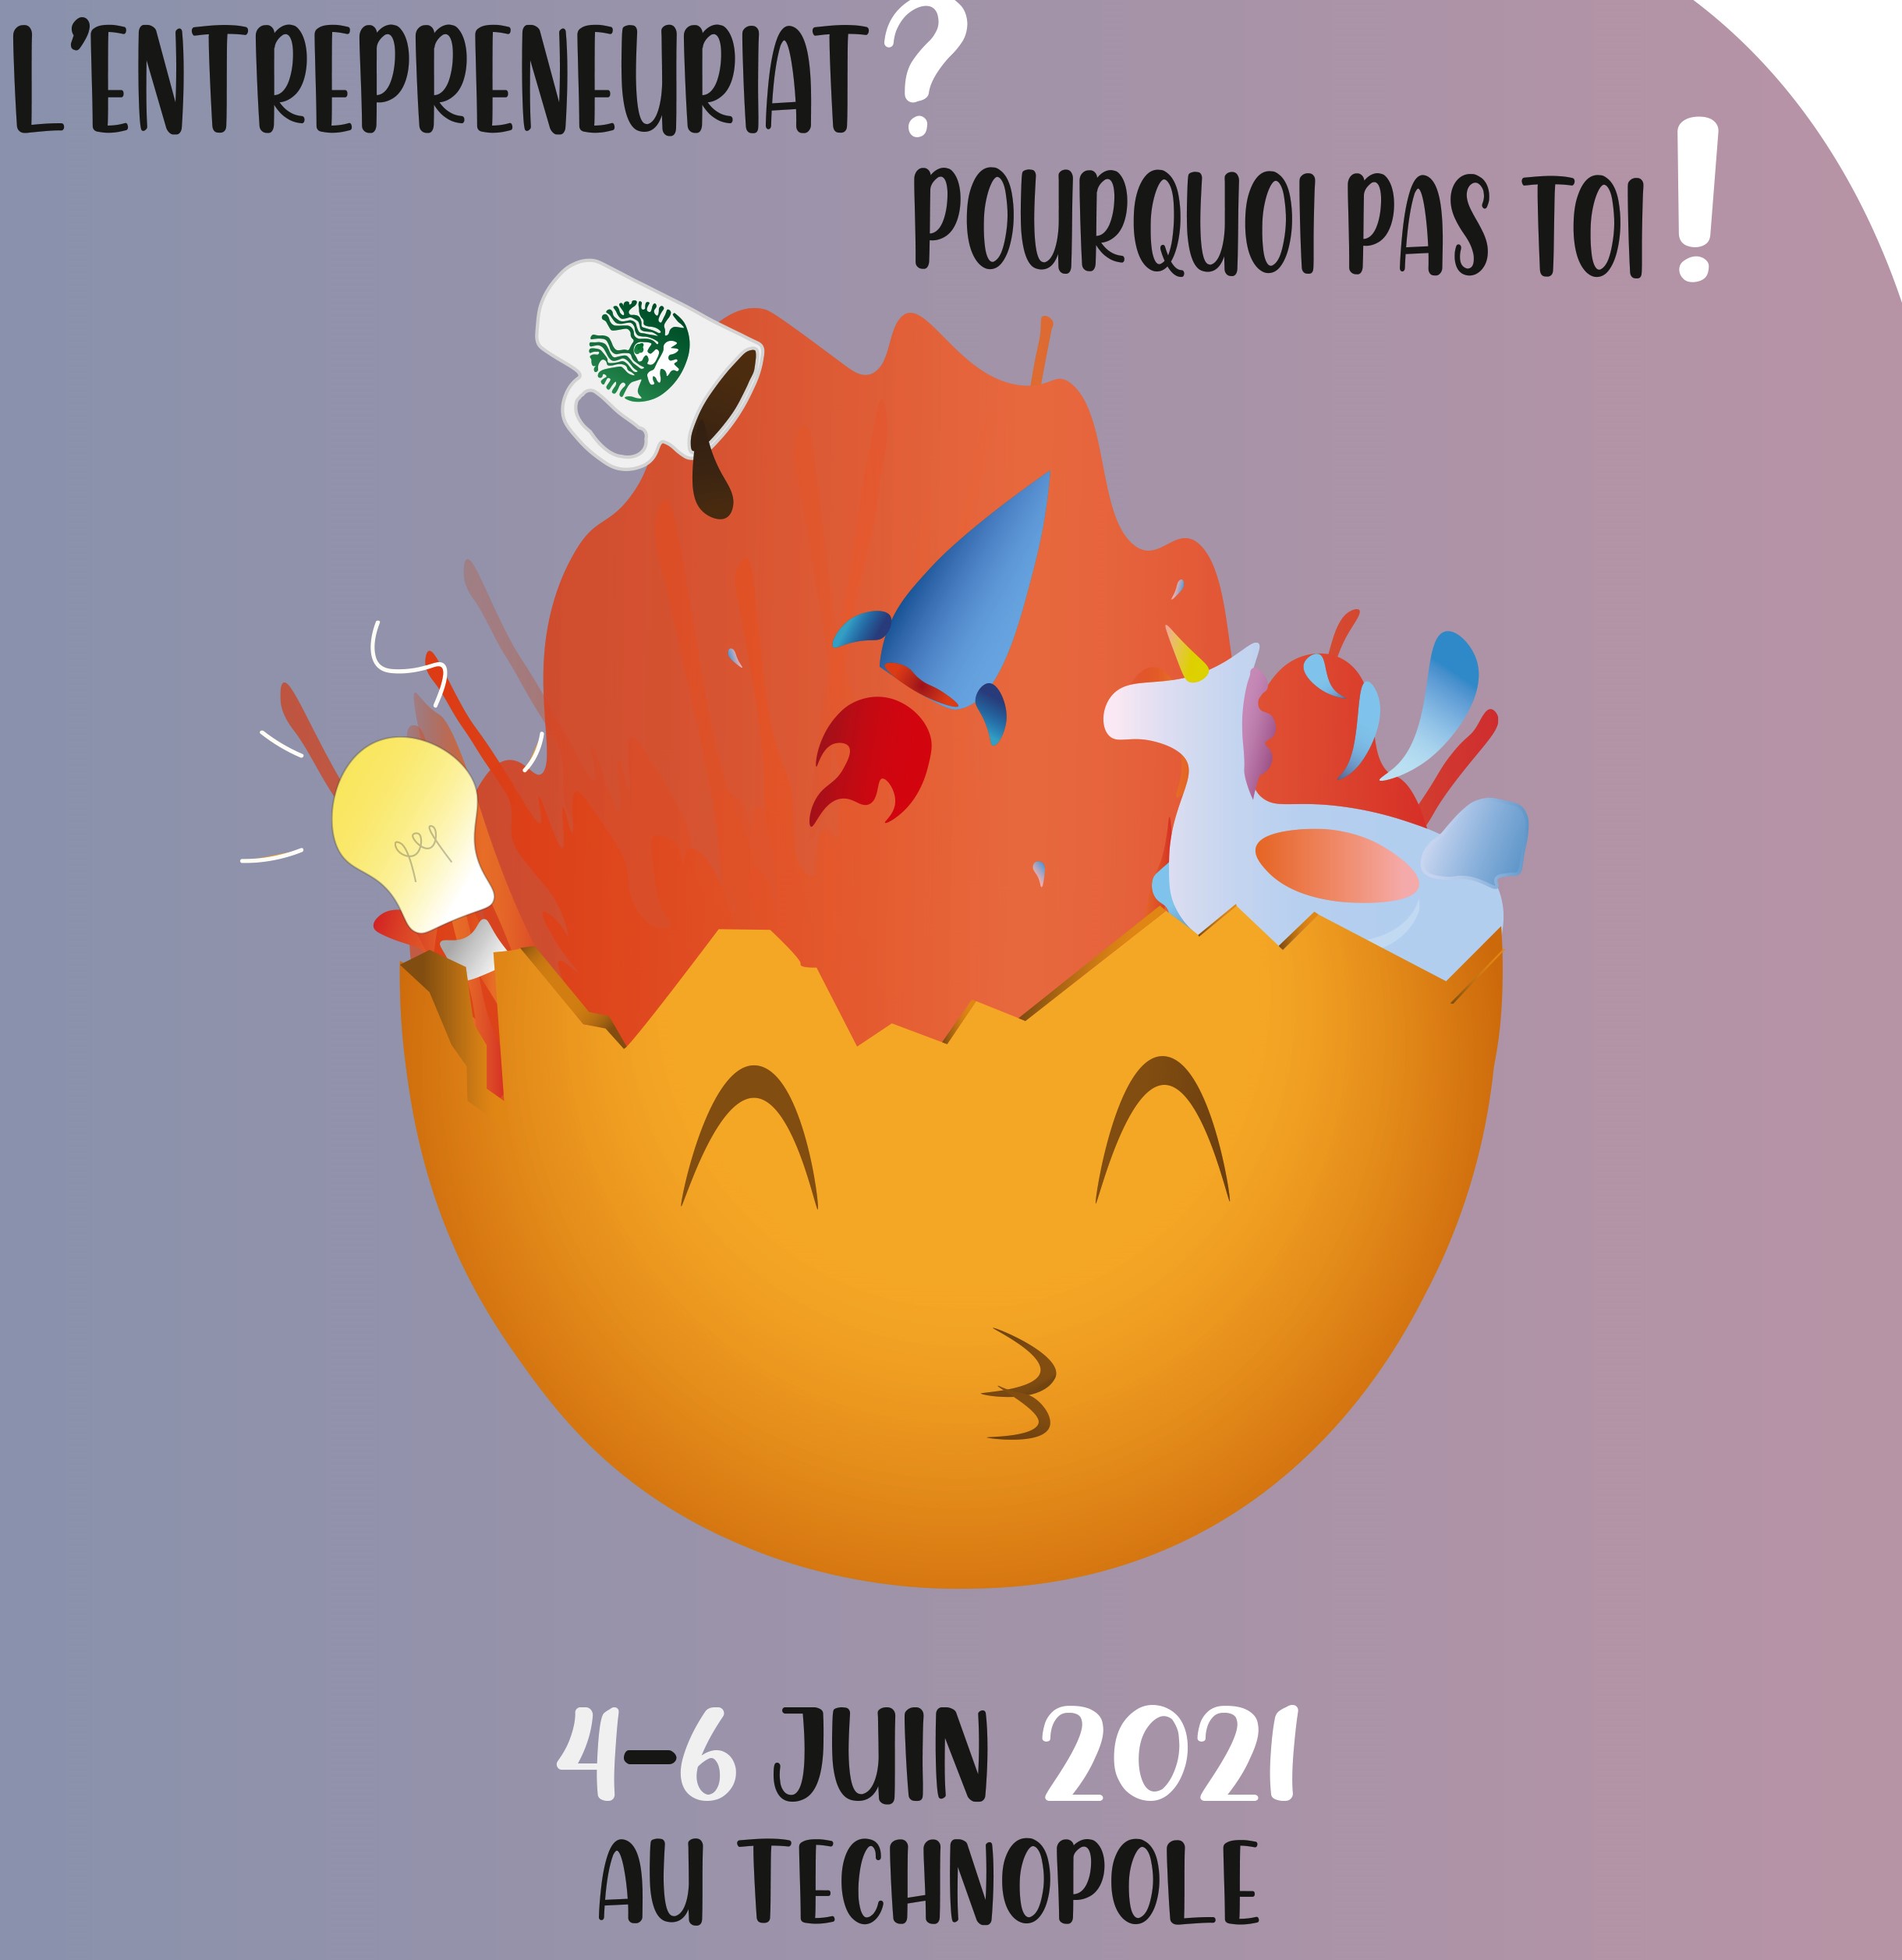 L'ENTREPRENEURIAT?
POURQUOI PAS TOI!
4-6 JUIN 2021
AU TECHNOPOLE